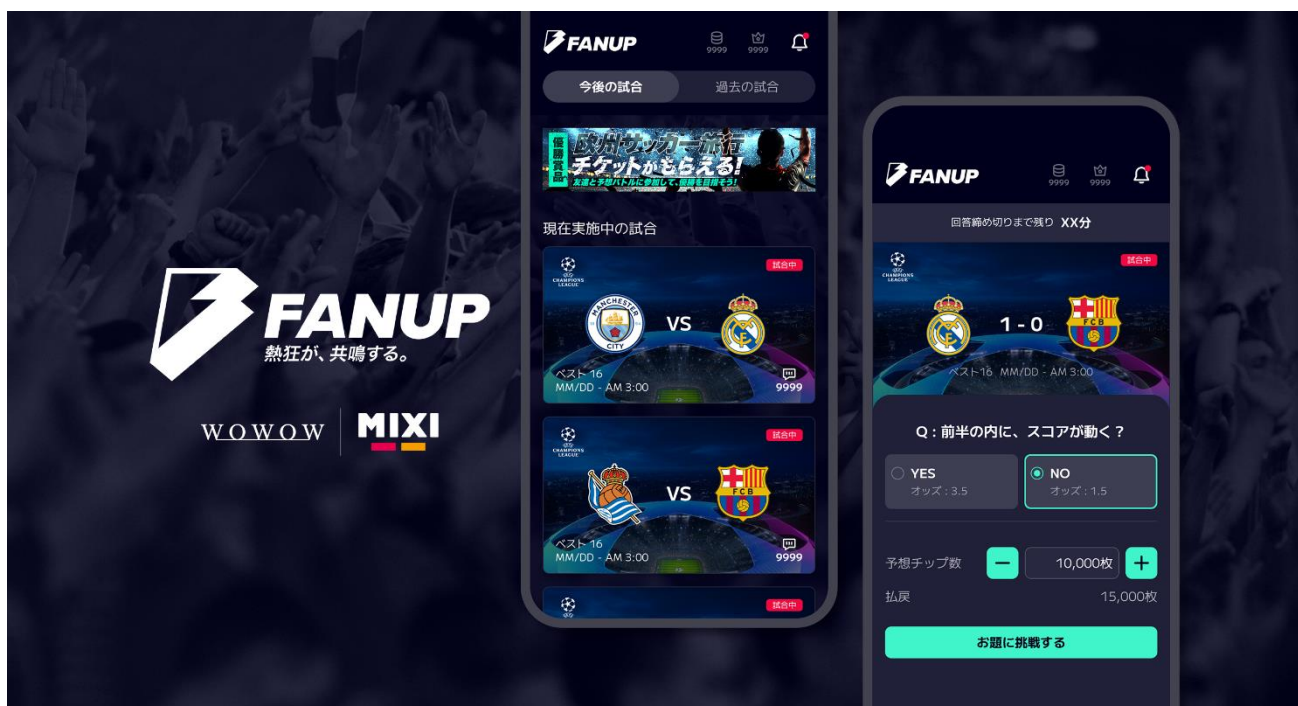 FANUP
熱狂が、共鳴する。
WOWOW
MIXI
FANUP
9999
9999
今後の試合
過去の試合
優勝賞品
欧州サッカー旅行
チケットがもらえる!
友達と予想バトルに参加して、優勝を目指そう!
現在実施中の試合
UEFA
CHAMPIONS
LEAGUE
試合中
MANCHESTER
CITY
VS
ベスト16
MM/DD - AM 3:00
9999
UEFA
CHAMPIONS
LEAGUE
試合中
VS
FCB
ベスト16
MM/DD - AM 3:00
9999
試合中
FANUP
9999
9999
回答締め切りまで残り XX分
UEFA
CHAMPIONS
LEAGUE
試合中
1 - 0
FCB
ベスト16 MM/DD - AM 3:00
Q:前半の内に、スコアが動く?
YES
オッズ:3.5
NO
オッズ:1.5
予想チップ数
10,000枚
払戻
15,000枚
お題に挑戦する